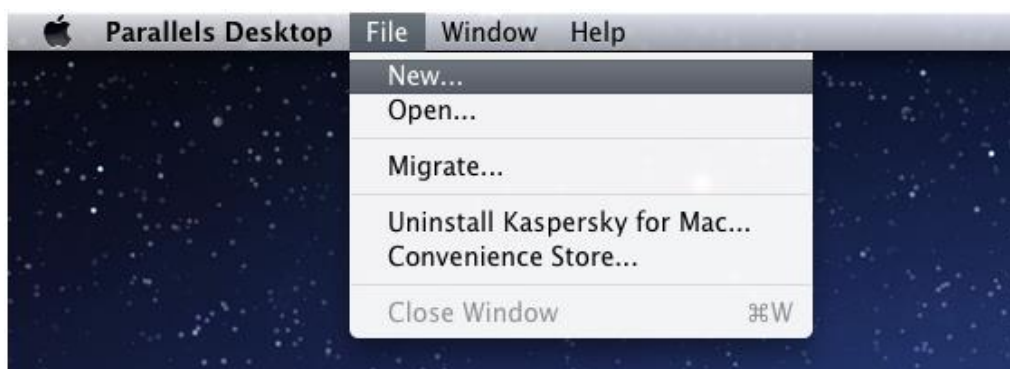 Parallels Desktop File Window Help
New...
Open...
Migrate...
Uninstall Kaspersky for Mac...
Convenience Store...
Close Window ⌘W